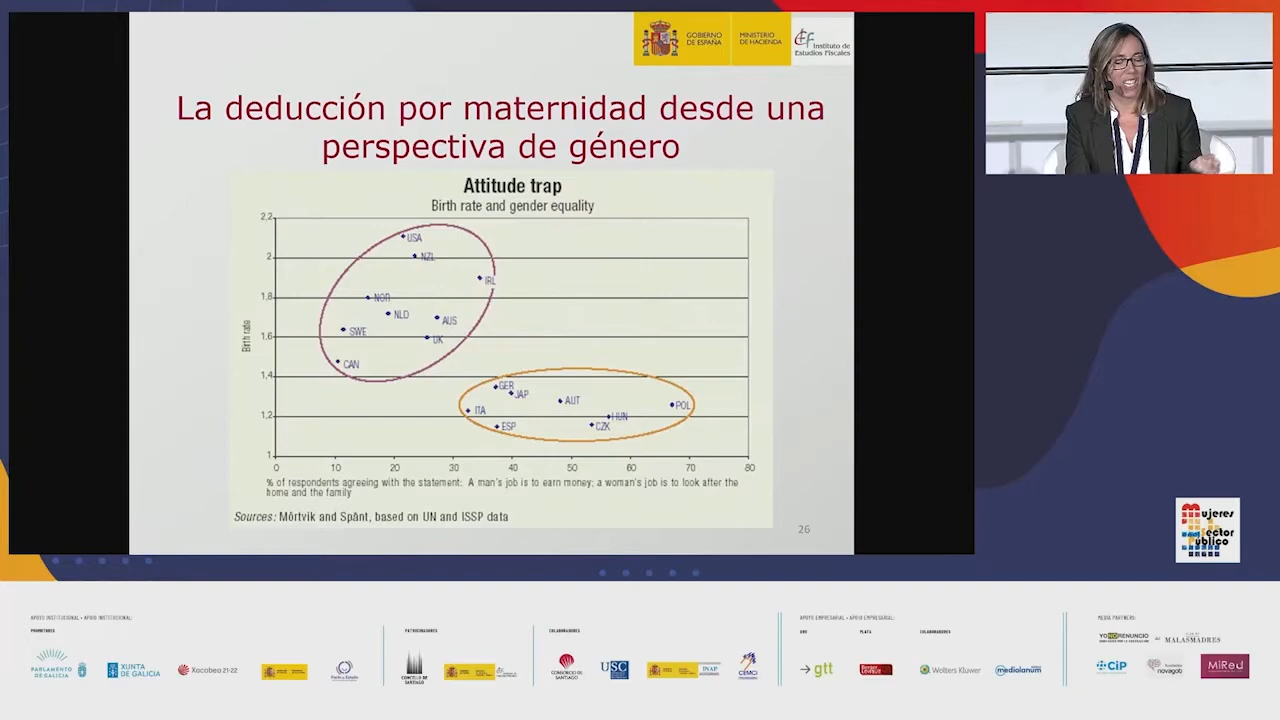 GOBIERNO
DE ESPAÑA
MINISTERIO
DE HACIENDA
Instituto de
Estudios Fiscales
La deducción por maternidad desde una
perspectiva de género
Attitude trap
Birth rate and gender equality
2,2
2
1,8
1,6
1,4
1,2
1
Birth rate
USA
NZL
IRL
NOR
NLD
AUS
SWE
UK
CAN
GER
JAP
AUT
ITA
POL
HUN
ESP
CZK
0 10 20 30 40 50 60 70 80
% of respondents agreeing with the statement: A man's job is to earn money; a woman's job is to look after the
home and the family
Sources: Mörtvik and Spånt, based on UN and ISSP data
26
Mujeres
Sector
Público
APOYO INSTITUCIONAL • APOIO INSTITUCIONAL:
PROMOTORES
PATROCINADORES
COLABORADORES
APOYO EMPRESARIAL • APOIO EMPRESARIAL:
ORO
PLATA
COLABORADORES
MEDIA PARTNERS:
PARLAMENTO
DE GALICIA
XUNTA
DE GALICIA
Xacobeo 21·22
CONCELLO DE
SANTIAGO
CONSORCIO DE
SANTIAGO
USC
INAP
CEMCI
gtt
Berger
Levrault
Wolters Kluwer
mediolanum
YO NO RENUNCIO
MALASMADRES
CiP
novagob
MiRed